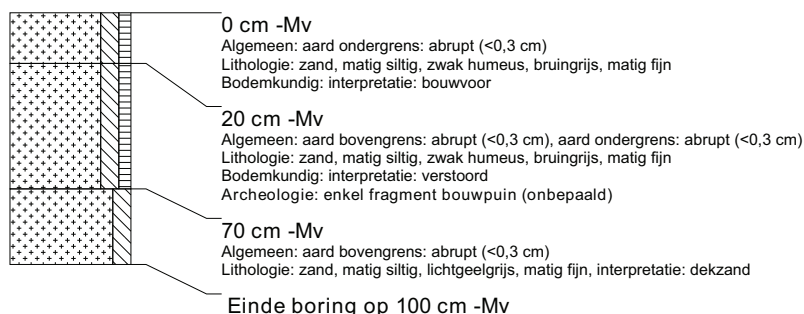 0 cm -Mv
Algemeen: aard ondergrens: abrupt (<0,3 cm)
Lithologie: zand, matig siltig, zwak humeus, bruingrijs, matig fijn
Bodemkundig: interpretatie: bouwvoor
20 cm -Mv
Algemeen: aard bovengrens: abrupt (<0,3 cm), aard ondergrens: abrupt (<0,3 cm)
Lithologie: zand, matig siltig, zwak humeus, bruingrijs, matig fijn
Bodemkundig: interpretatie: verstoord
Archeologie: enkel fragment bouwpuin (onbepaald)
70 cm -Mv
Algemeen: aard bovengrens: abrupt (<0,3 cm)
Lithologie: zand, matig siltig, lichtgeelgrijs, matig fijn, interpretatie: dekzand
Einde boring op 100 cm -Mv